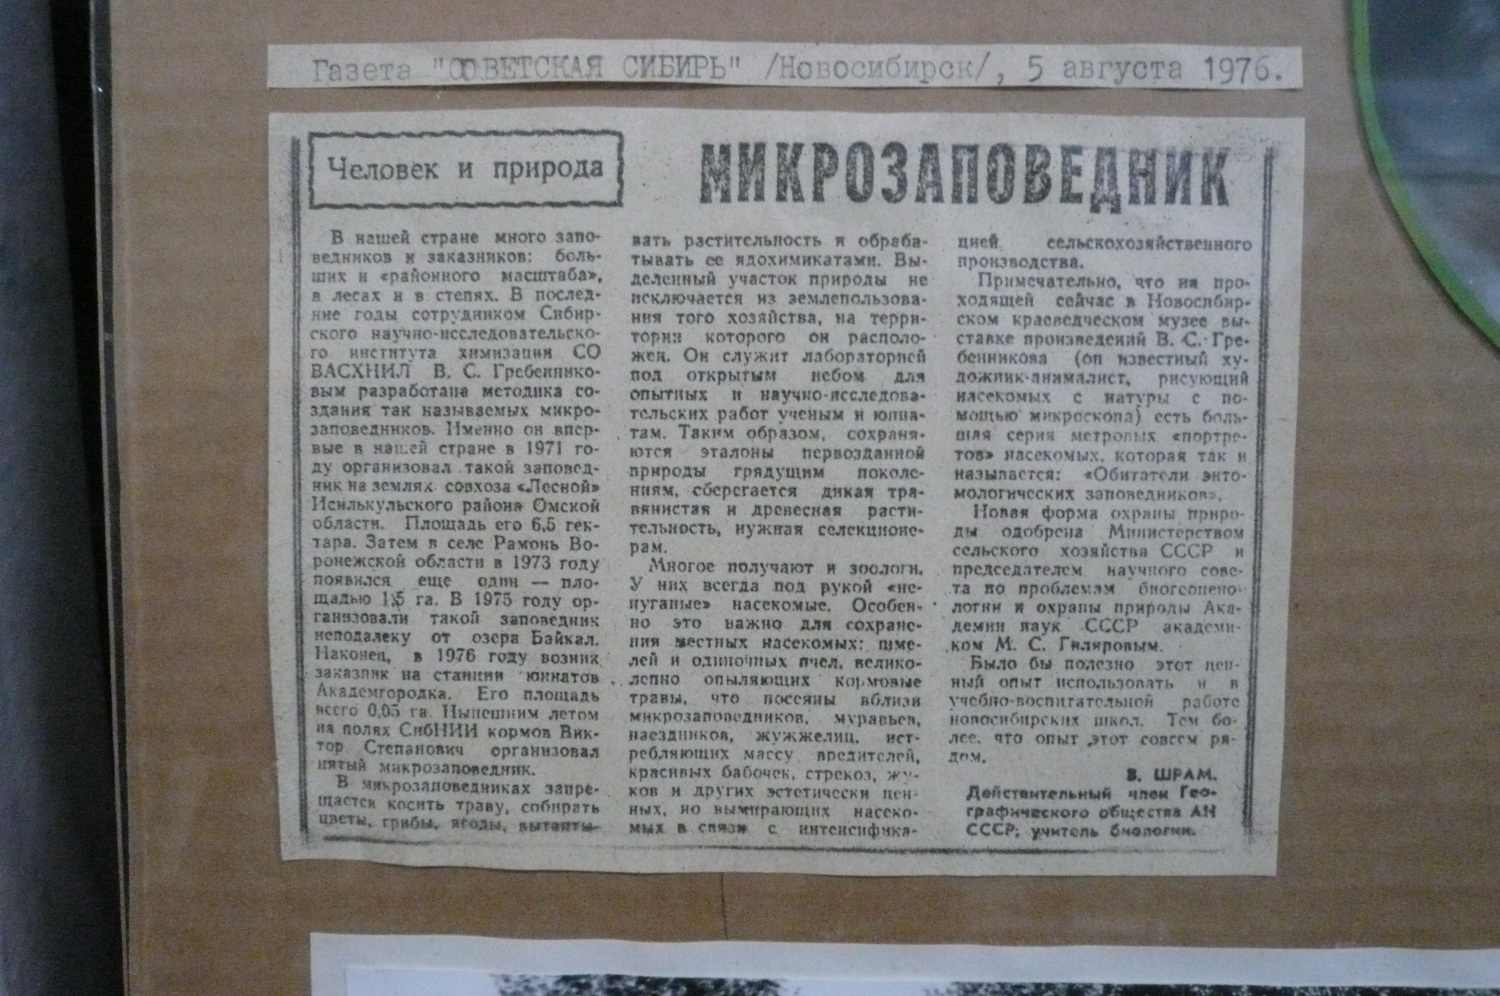 Газета "СОВЕТСКАЯ СИБИРЬ" /Новосибирск/, 5 августа 1976.
Человек и природа
МИКРОЗАПОВЕДНИК
В нашей стране много запо-
ведников и заказников: боль-
ших и «районного масштаба»,
в лесах и в степях. В послед-
ние годы сотрудником Сибир-
ского научно-исследовательско-
го института химизации СО
ВАСХНИЛ В. С. Гребеннико-
вым разработана методика со-
здания так называемых микро-
заповедников. Именно он впер-
вые в нашей стране в 1971 го-
ду организовал такой заповед-
ник на землях совхоза «Лесной»
Исилькульского района Омской
области. Площадь его 6,5 гек-
тара. Затем в селе Рамонь Во-
ронежской области в 1973 году
появился еще один — пло-
щадью 1,5 га. В 1975 году ор-
ганизовали такой заповедник
неподалеку от озера Байкал.
Наконец, в 1976 году возник
заказник на станции юннатов
Академгородка. Его площадь
всего 0,05 га. Нынешним летом
на полях СибНИИ кормов Вик-
тор Степанович организовал
пятый микрозаповедник.
В микрозаповедниках запре-
щается косить траву, собирать
цветы, грибы, ягоды, вытапты-
вать растительность и обраба-
тывать ее ядохимикатами. Вы-
деленный участок природы не
исключается из землепользова-
ния того хозяйства, на терри-
тории которого он располо-
жен. Он служит лабораторией
под открытым небом для
опытных и научно-исследова-
тельских работ ученым и юнна-
там. Таким образом, сохраня-
ются эталоны первозданной
природы грядущим поколе-
ниям, сберегается дикая тра-
вянистая и древесная расти-
тельность, нужная селекционе-
рам.
Многое получают и зоологи.
У них всегда под рукой «не-
пуганые» насекомые. Особен-
но это важно для сохране-
ния местных насекомых: шме-
лей и одиночных пчел, велико-
лепно опыляющих кормовые
травы, что посеяны вблизи
микрозаповедников, муравьев,
наездников, жужжелиц, ист-
ребляющих массу вредителей,
красивых бабочек, стрекоз, жу-
ков и других эстетически цен-
ных, но вымирающих насеко-
мых в связи с интенсифика-
цией сельскохозяйственного
производства.
Примечательно, что на про-
ходящей сейчас в Новосибир-
ском краеведческом музее вы-
ставке произведений В. С. Гре-
бенникова (он известный ху-
дожник-анималист, рисующий
насекомых с натуры с по-
мощью микроскопа) есть боль-
шая серия метровых «портре-
тов» насекомых, которая так и
называется: «Обитатели энто-
мологических заповедников».
Новая форма охраны приро-
ды одобрена Министерством
сельского хозяйства СССР и
председателем научного сове-
та по проблемам биогеоцено-
логии и охраны природы Ака-
демии наук СССР академи-
ком М. С. Гиляровым.
Было бы полезно этот цен-
ный опыт использовать и в
учебно-воспитательной работе
новосибирских школ. Тем бо-
лее, что опыт этот совсем ря-
дом.
В. ШРАМ.
Действительный член Гео-
графического общества АН
СССР, учитель биологии.